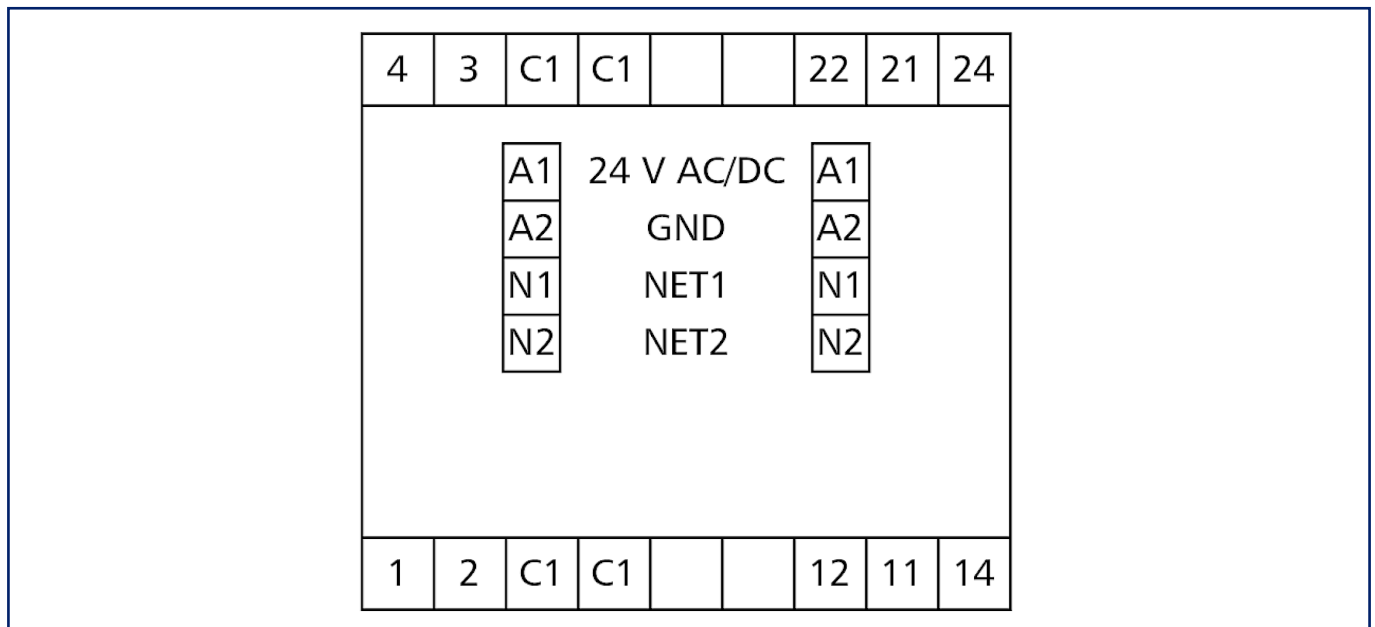 4 3 C1 C1 22 21 24
A1 24 V AC/DC A1
A2 GND A2
N1 NET1 N1
N2 NET2 N2
1 2 C1 C1 12 11 14